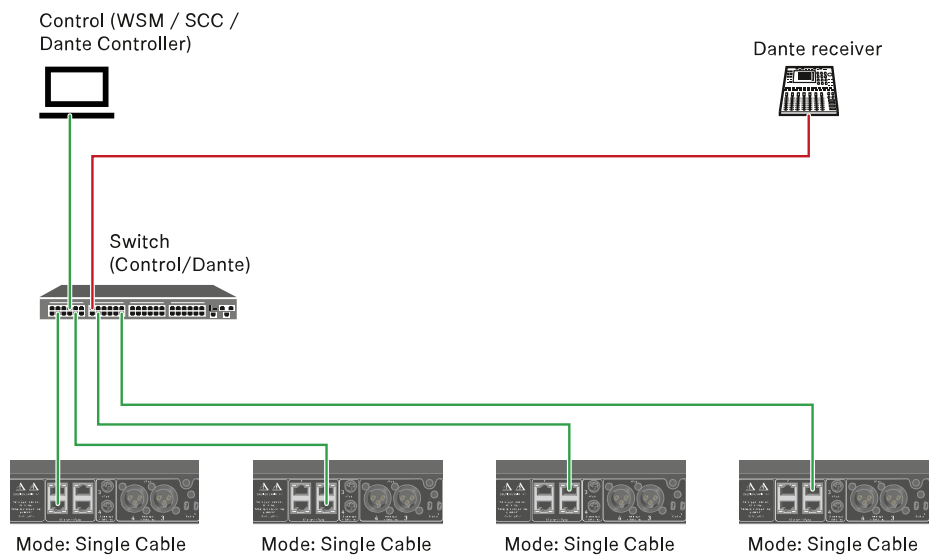 Control (WSM / SCC /
Dante Controller)
Dante receiver
Switch
(Control/Dante)
Mode: Single Cable
Mode: Single Cable
Mode: Single Cable
Mode: Single Cable